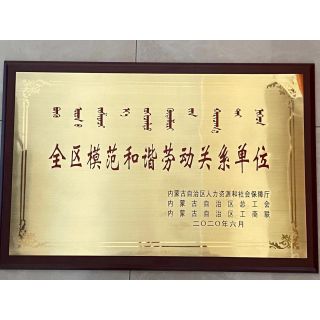 全区模范和谐劳动关系单位
内蒙古自治区人力资源和社会保障厅
内蒙古自治区总工会
内蒙古自治区工商联
二〇二〇年六月